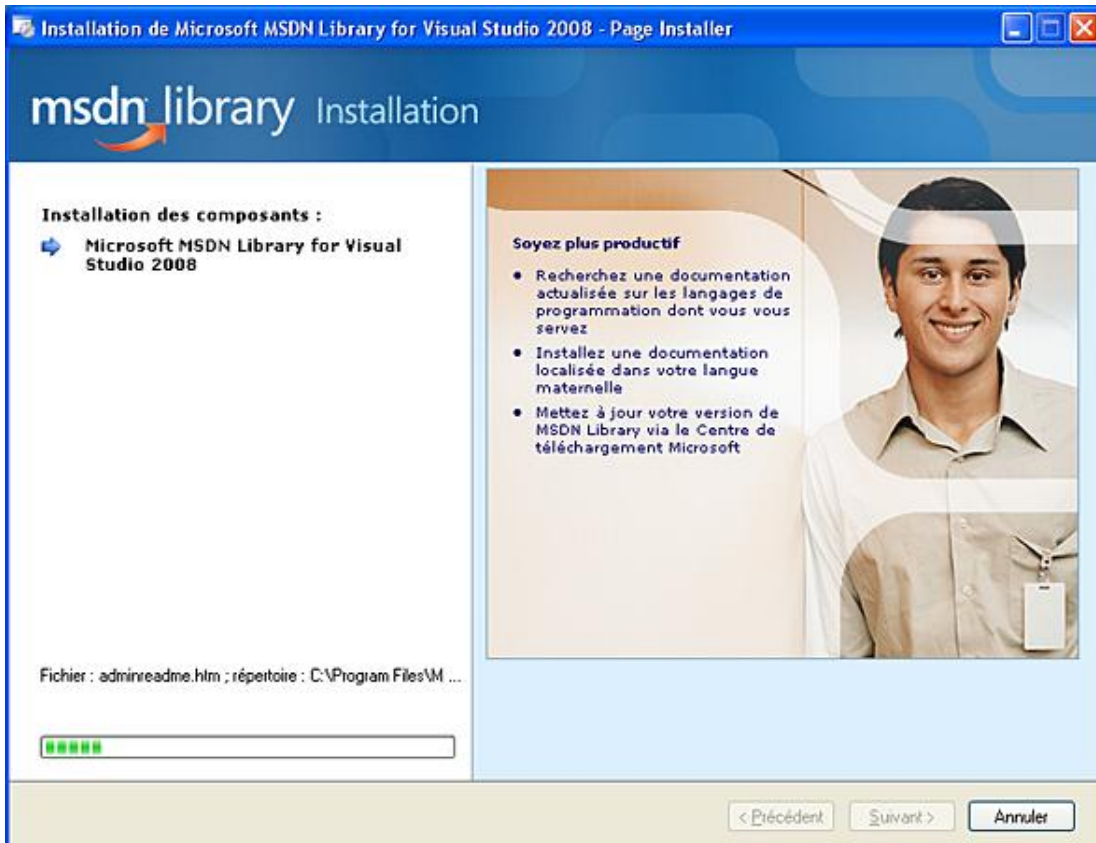 Installation de Microsoft MSDN Library for Visual Studio 2008 - Page Installer
msdn library Installation
Installation des composants :
Microsoft MSDN Library for Visual
Studio 2008
Soyez plus productif
• Recherchez une documentation
actualisée sur les langages de
programmation dont vous vous
servez
• Installez une documentation
localisée dans votre langue
maternelle
• Mettez à jour votre version de
MSDN Library via le Centre de
téléchargement Microsoft
Fichier : adminreadme.htm ; répertoire : C:\Program Files\M ...
< Précédent
Suivant >
Annuler